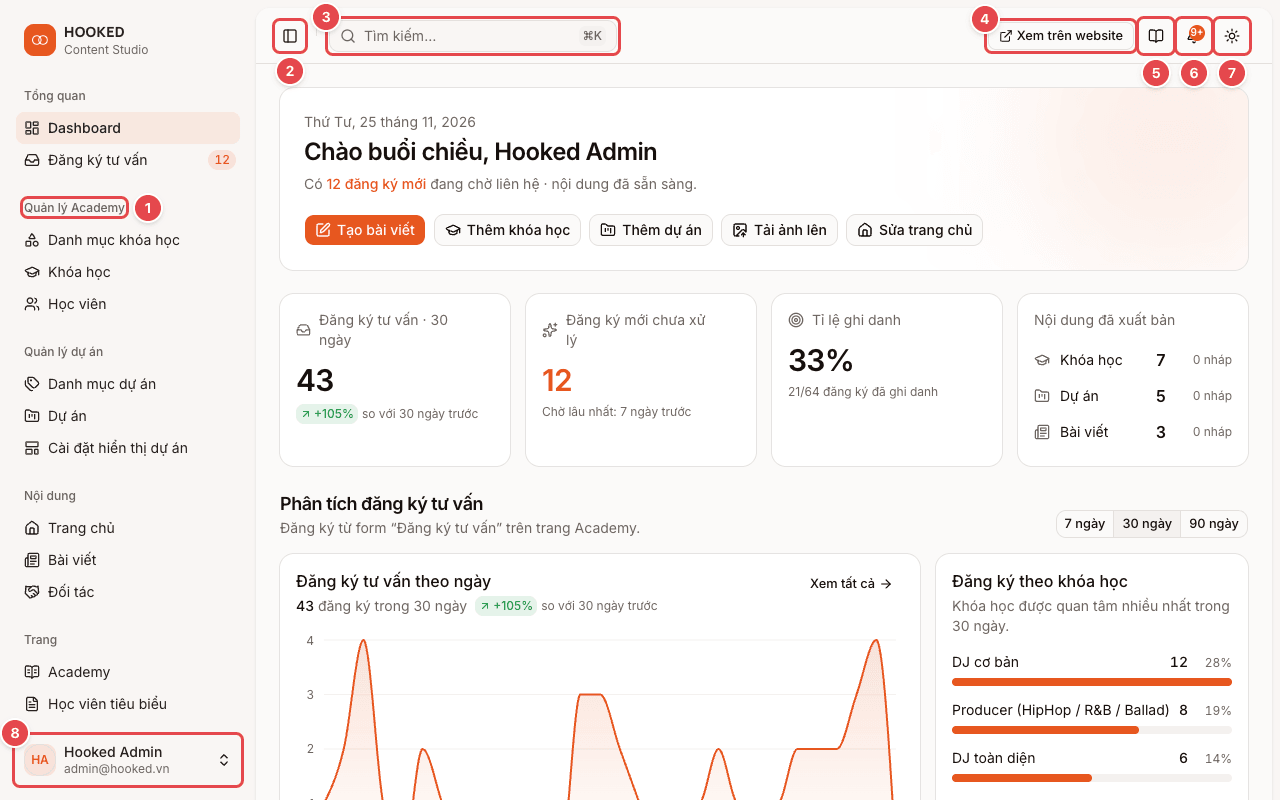 HOOKED
Content Studio
Tổng quan
Dashboard
Đăng ký tư vấn 12
Quản lý Academy 1
Danh mục khóa học
Khóa học
Học viên
Quản lý dự án
Danh mục dự án
Dự án
Cài đặt hiển thị dự án
Nội dung
Trang chủ
Bài viết
Đối tác
Trang
Academy
Học viên tiêu biểu
8
HA
Hooked Admin
admin@hooked.vn
2
3
Tìm kiếm... ⌘K
4
Xem trên website
9+
5
6
7
Thứ Tư, 25 tháng 11, 2026
Chào buổi chiều, Hooked Admin
Có 12 đăng ký mới đang chờ liên hệ · nội dung đã sẵn sàng.
Tạo bài viết
Thêm khóa học
Thêm dự án
Tải ảnh lên
Sửa trang chủ
Đăng ký tư vấn · 30
ngày
43
+105% so với 30 ngày trước
Đăng ký mới chưa xử
lý
12
Chờ lâu nhất: 7 ngày trước
Tỉ lệ ghi danh
33%
21/64 đăng ký đã ghi danh
Nội dung đã xuất bản
Khóa học 7 0 nháp
Dự án 5 0 nháp
Bài viết 3 0 nháp
Phân tích đăng ký tư vấn
Đăng ký từ form “Đăng ký tư vấn” trên trang Academy.
7 ngày 30 ngày 90 ngày
Đăng ký tư vấn theo ngày
Xem tất cả →
43 đăng ký trong 30 ngày +105% so với 30 ngày trước
4
3
2
Đăng ký theo khóa học
Khóa học được quan tâm nhiều nhất trong
30 ngày.
DJ cơ bản 12 28%
Producer (HipHop / R&B / Ballad) 8 19%
DJ toàn diện 6 14%